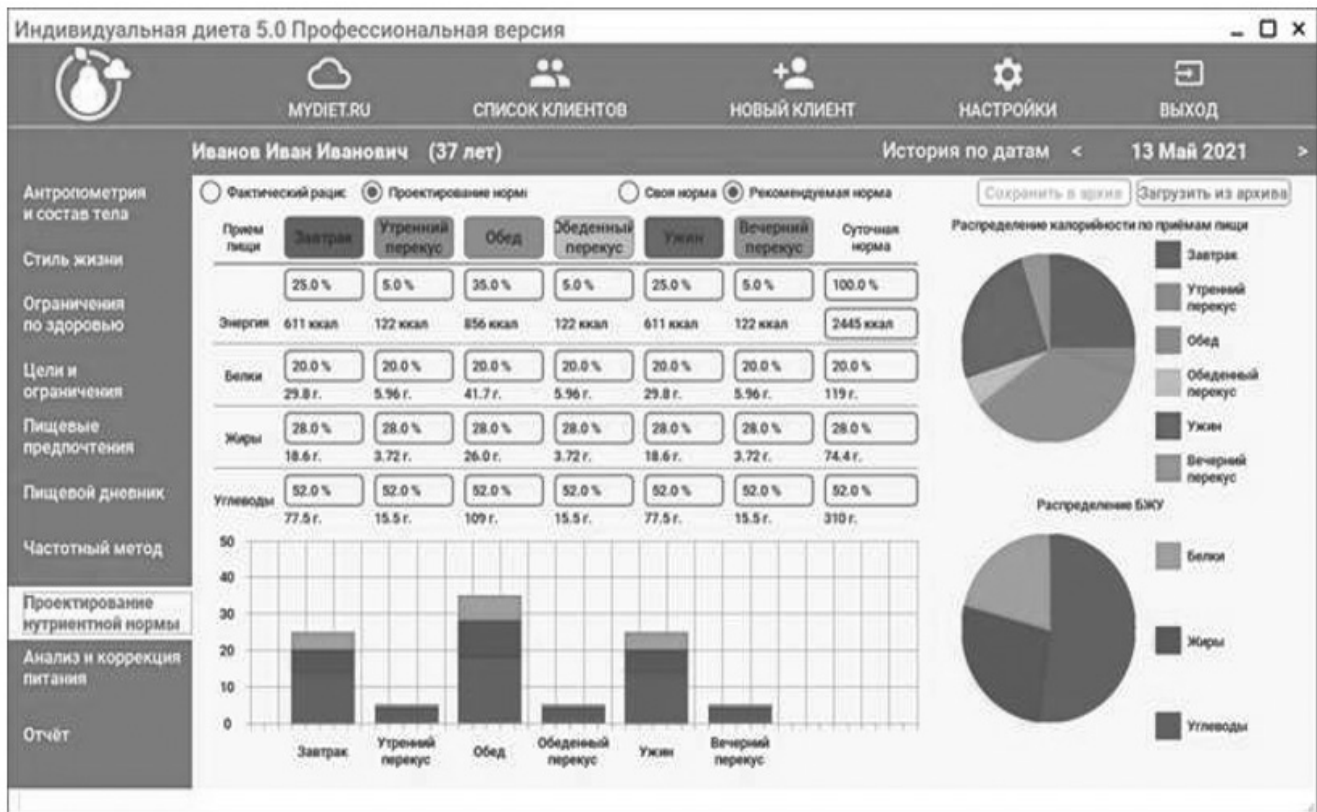 Индивидуальная диета 5.0 Профессиональная версия
MYDIET.RU
СПИСОК КЛИЕНТОВ
НОВЫЙ КЛИЕНТ
НАСТРОЙКИ
ВЫХОД
Иванов Иван Иванович (37 лет)
История по датам < 13 Май 2021 >
Антропометрия
и состав тела
Стиль жизни
Ограничения
по здоровью
Цели и
ограничения
Пищевые
предпочтения
Пищевой дневник
Частотный метод
Проектирование
нутриентной нормы
Анализ и коррекция
питания
Отчёт
Фактический рацис Проектирование нормі Своя норма Рекомендуемая норма
Сохранить в архив Загрузить из архива
Прием
пищи
Завтрак
Утренний
перекус
Обед
Обеденный
перекус
Ужин
Вечерний
перекус
Суточная
норма
25.0 % 5.0 % 35.0 % 5.0 % 25.0 % 5.0 % 100.0 %
Энергия 611 ккал 122 ккал 856 ккал 122 ккал 611 ккал 122 ккал 2445 ккал
Белки 20.0 % 20.0 % 20.0 % 20.0 % 20.0 % 20.0 % 20.0 %
29.8 г. 5.96 г. 41.7 г. 5.96 г. 29.8 г. 5.96 г. 119 г.
Жиры 28.0 % 28.0 % 28.0 % 28.0 % 28.0 % 28.0 % 28.0 %
18.6 г. 3.72 г. 26.0 г. 3.72 г. 18.6 г. 3.72 г. 74.4 г.
Углеводы 52.0 % 52.0 % 52.0 % 52.0 % 52.0 % 52.0 % 52.0 %
77.5 г. 15.5 г. 109 г. 15.5 г. 77.5 г. 15.5 г. 310 г.
50
40
30
20
10
0
Завтрак
Утренний
перекус
Обед
Обеденный
перекус
Ужин
Вечерний
перекус
Распределение калорийности по приёмам пищи
Завтрак
Утренний
перекус
Обед
Обеденный
перекус
Ужин
Вечерний
перекус
Распределение БЖУ
Белки
Жиры
Углеводы